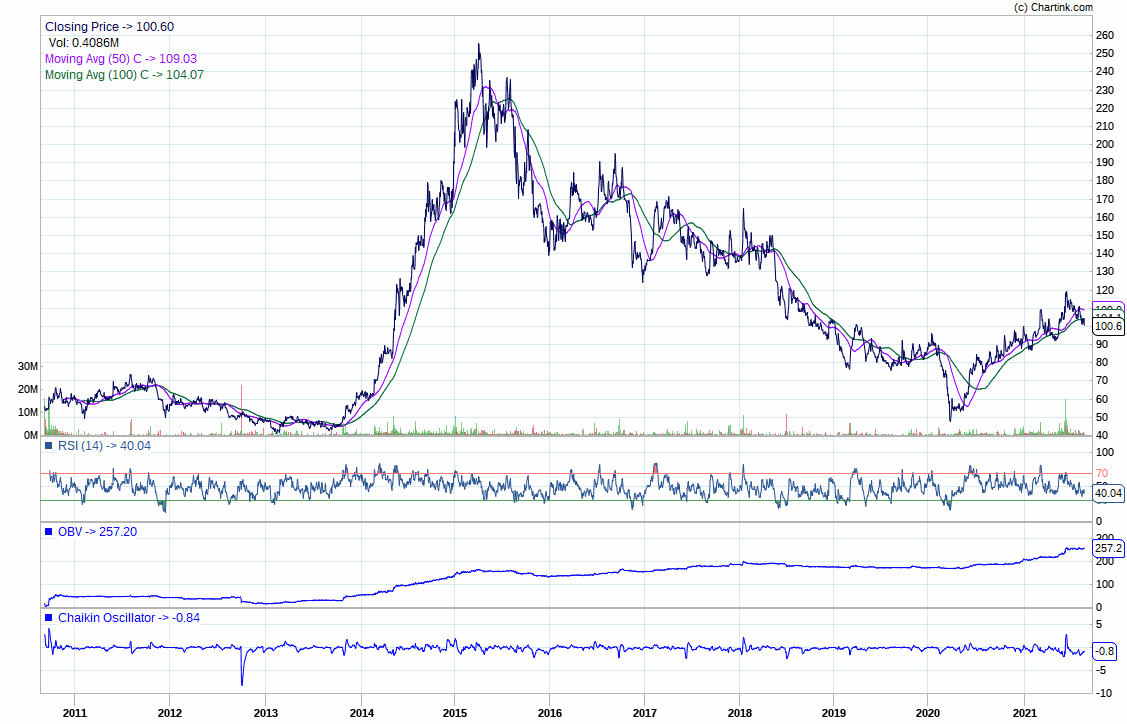 (c) Chartink.com
Closing Price -> 100.60
Vol: 0.4086M
Moving Avg (50) C -> 109.03
Moving Avg (100) C -> 104.07
260
250
240
230
220
210
200
190
180
170
160
150
140
130
120
100.6
90
80
70
60
50
40
30M
20M
10M
0M
RSI (14) -> 40.04
100
70
40.04
0
OBV -> 257.20
300
257.2
200
100
0
Chaikin Oscillator -> -0.84
5
-0.8
-5
-10
2011 2012 2013 2014 2015 2016 2017 2018 2019 2020 2021